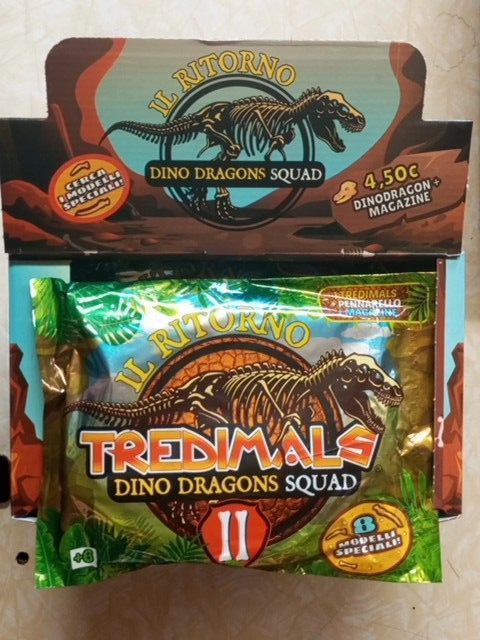 IL RITORNO
DINO DRAGONS SQUAD
CERCA
I MODELLI
SPECIALI!
4,50€
DINODRAGON+
MAGAZINE
TREDIMALS
+ PENNARELLO
+ MAGAZINE
IL RITORNO
TREDIMALS
DINO DRAGONS SQUAD
II
+6
8
MODELLI
SPECIALI!